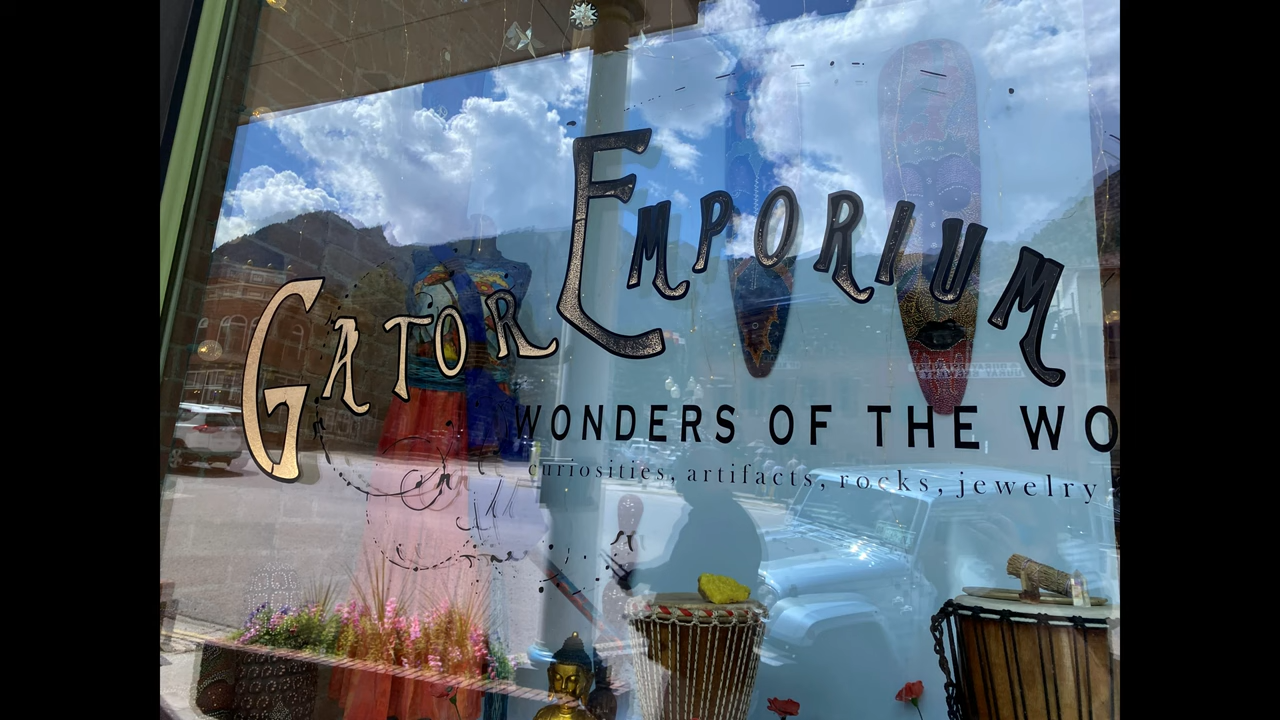 GATOR EMPORIUM
WONDERS OF THE WO
curiosities, artifacts, rocks, jewelry